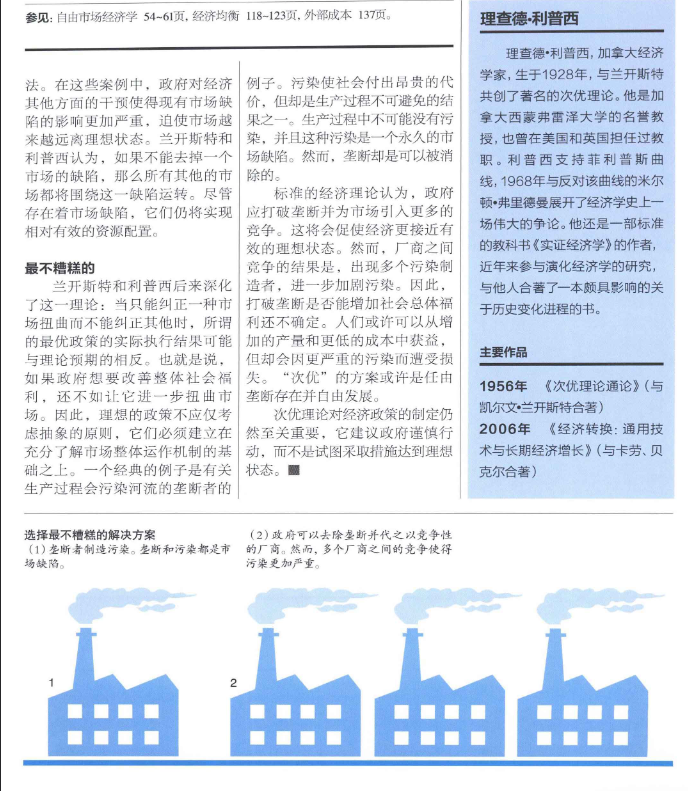 参见: 自由市场经济学 54~61页, 经济均衡 118~123页, 外部成本 137页。
法。在这些案例中，政府对经济
其他方面的干预使得现有市场缺
陷的影响更加严重，迫使市场越
来越远离理想状态。兰开斯特和
利普西认为，如果不能去掉一个
市场的缺陷，那么所有其他的市
场都将围绕这一缺陷运转。尽管
存在着市场缺陷，它们仍将实现
相对有效的资源配置。
最不糟糕的
兰开斯特和利普西后来深化
了这一理论：当只能纠正一种市
场扭曲而不能纠正其他时，所谓
的最优政策的实际执行结果可能
与理论预期的相反。也就是说，
如果政府想要改善整体社会福
利，还不如让它进一步扭曲市
场。因此，理想的政策不应仅考
虑抽象的原则，它们必须建立在
充分了解市场整体运作机制的基
础之上。一个经典的例子是有关
生产过程会污染河流的垄断者的
例子。污染使社会付出昂贵的代
价，但却是生产过程不可避免的结
果之一。生产过程中不可能没有污
染，并且这种污染是一个永久的市
场缺陷。然而，垄断却是可以被消
除的。
标准的经济理论认为，政府
应打破垄断并为市场引入更多的
竞争。这将会促使经济更接近有
效的理想状态。然而，厂商之间
竞争的结果是，出现多个污染制
造者，进一步加剧污染。因此，
打破垄断是否能增加社会总体福
利还不确定。人们或许可以从增
加的产量和更低的成本中获益，
但却会因更严重的污染而遭受损
失。“次优”的方案或许是任由
垄断存在并自由发展。
次优理论对经济政策的制定仍
然至关重要，它建议政府谨慎行
动，而不是试图采取措施达到理想
状态。■
理查德•利普西
理查德•利普西，加拿大经济
学家，生于1928年，与兰开斯特
共创了著名的次优理论。他是加
拿大西蒙弗雷泽大学的名誉教
授，也曾在美国和英国担任过教
职。利普西支持菲利普斯曲
线，1968年与反对该曲线的米尔
顿•弗里德曼展开了经济学史上一
场伟大的争论。他还是一部标准
的教科书《实证经济学》的作者，
近年来参与演化经济学的研究，
与他人合著了一本颇具影响的关
于历史变化进程的书。
主要作品
1956年 《次优理论通论》（与
凯尔文•兰开斯特合著）
2006年 《经济转换: 通用技
术与长期经济增长》（与卡劳、贝
克尔合著）
选择最不糟糕的解决方案
（1）垄断者制造污染。垄断和污染都是市
场缺陷。
（2）政府可以去除垄断并代之以竞争性
的厂商。然而，多个厂商之间的竞争使得
污染更加严重。
1
2